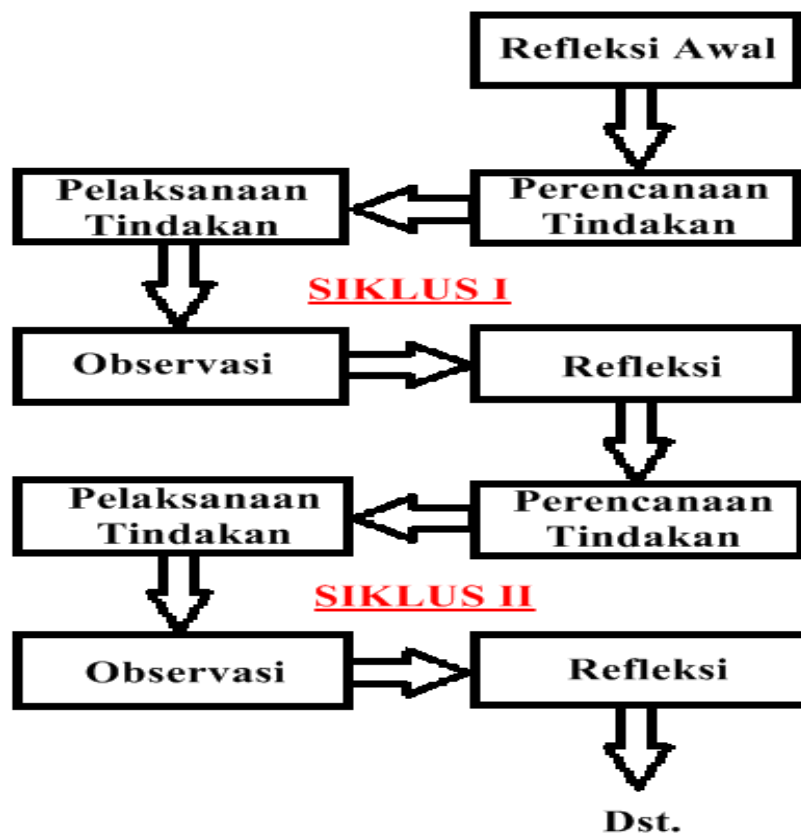 Refleksi Awal
Perencanaan
Tindakan
Pelaksanaan
Tindakan
SIKLUS I
Observasi
Refleksi
Perencanaan
Tindakan
Pelaksanaan
Tindakan
SIKLUS II
Observasi
Refleksi
Dst.